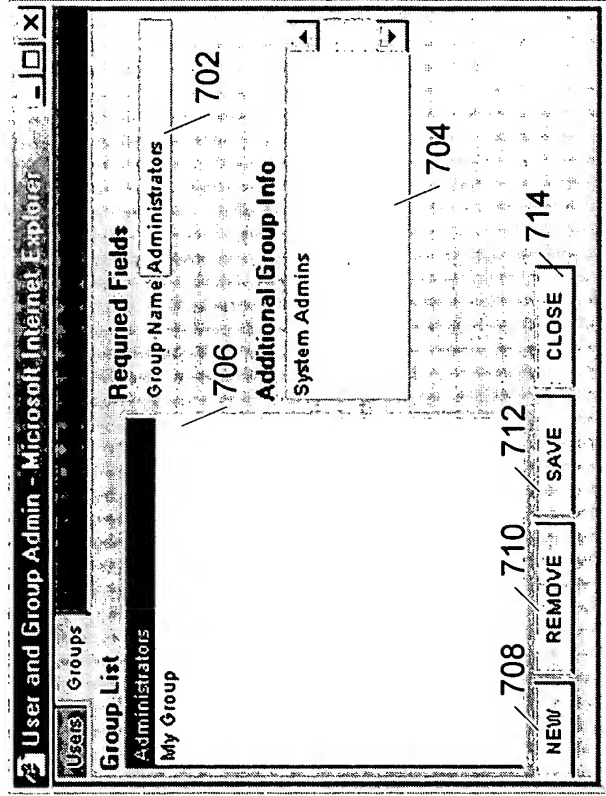 User and Group Admin - Microsoft Internet Explorer
Users Groups
Group List
Administrators
My Group
706
Requried Fields
Group Name Administrators
702
Additional Group Info
System Admins
704
708 710 712 714
NEW REMOVE SAVE CLOSE